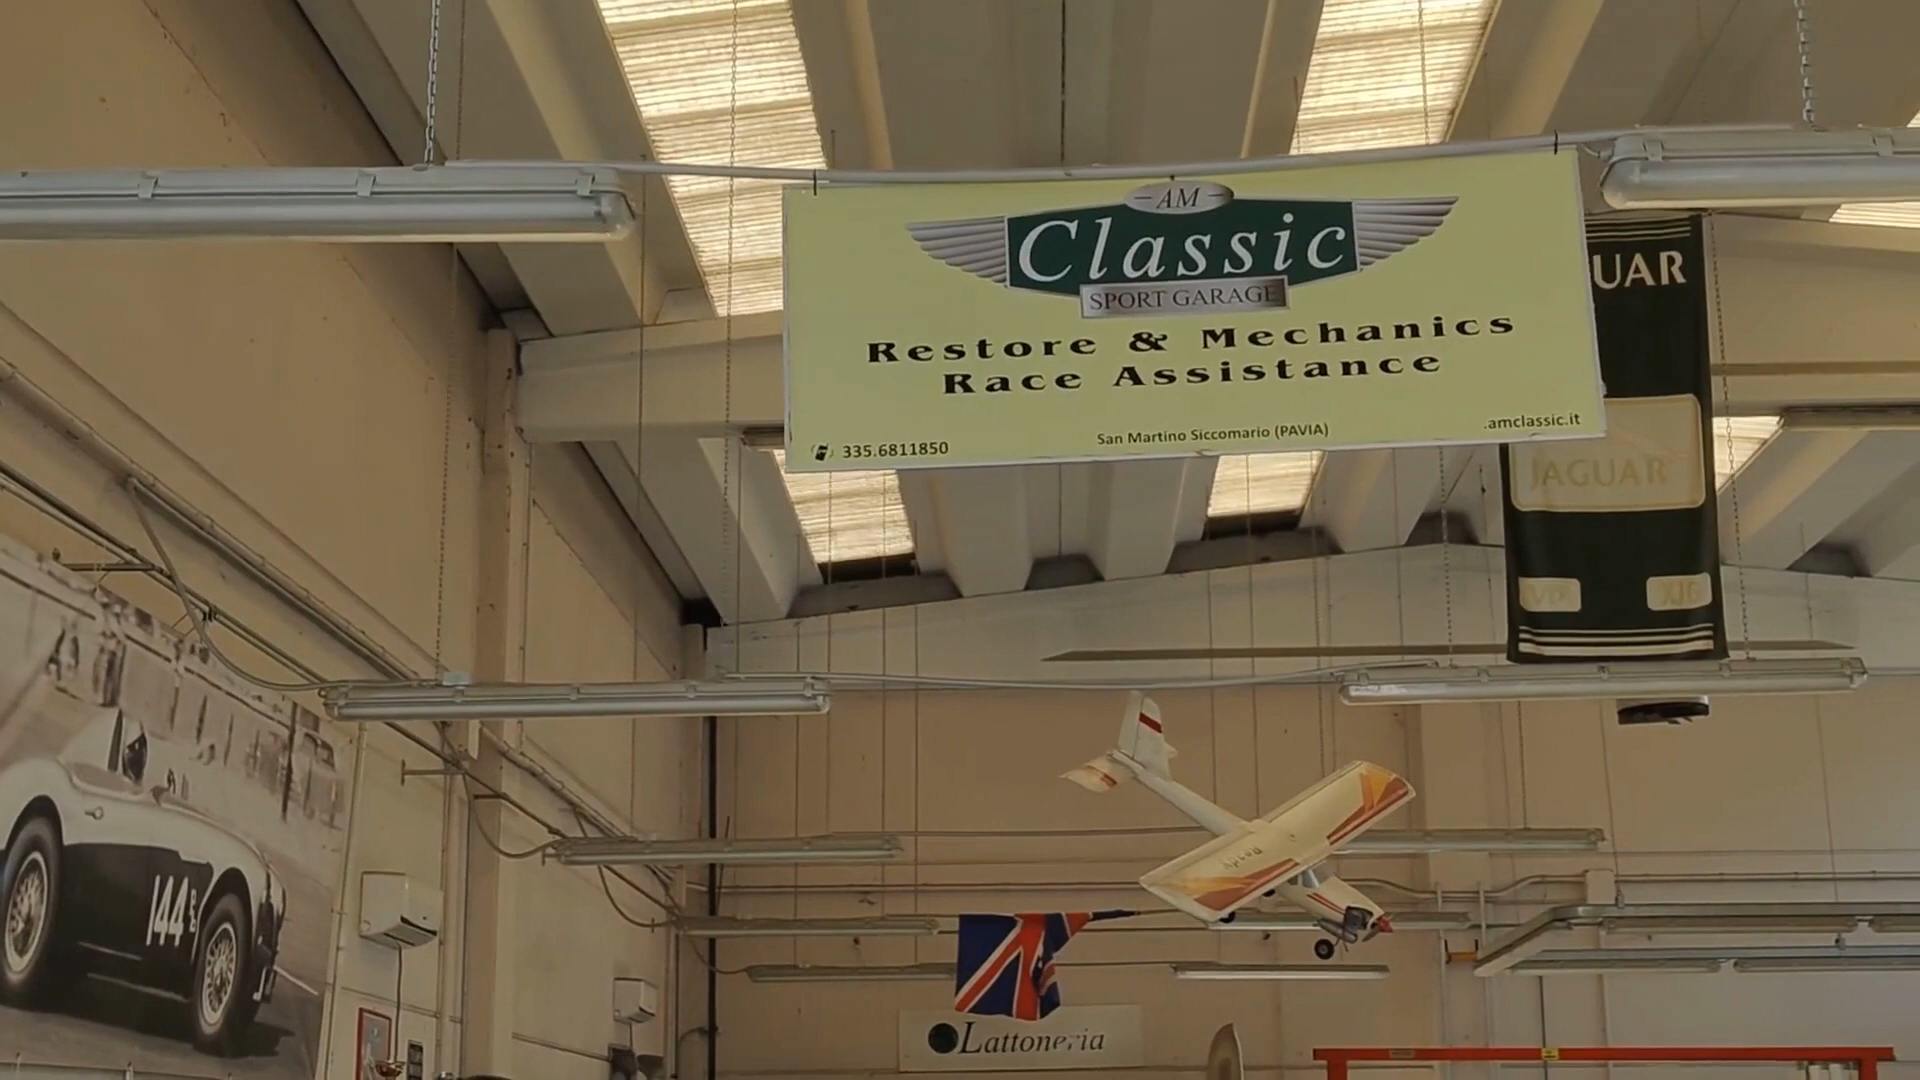 AM
Classic
SPORT GARAGE
Restore & Mechanics
Race Assistance
335.6811850
San Martino Siccomario (PAVIA)
.amclassic.it
UAR
JAGUAR
XJ6
144
Lattoneria